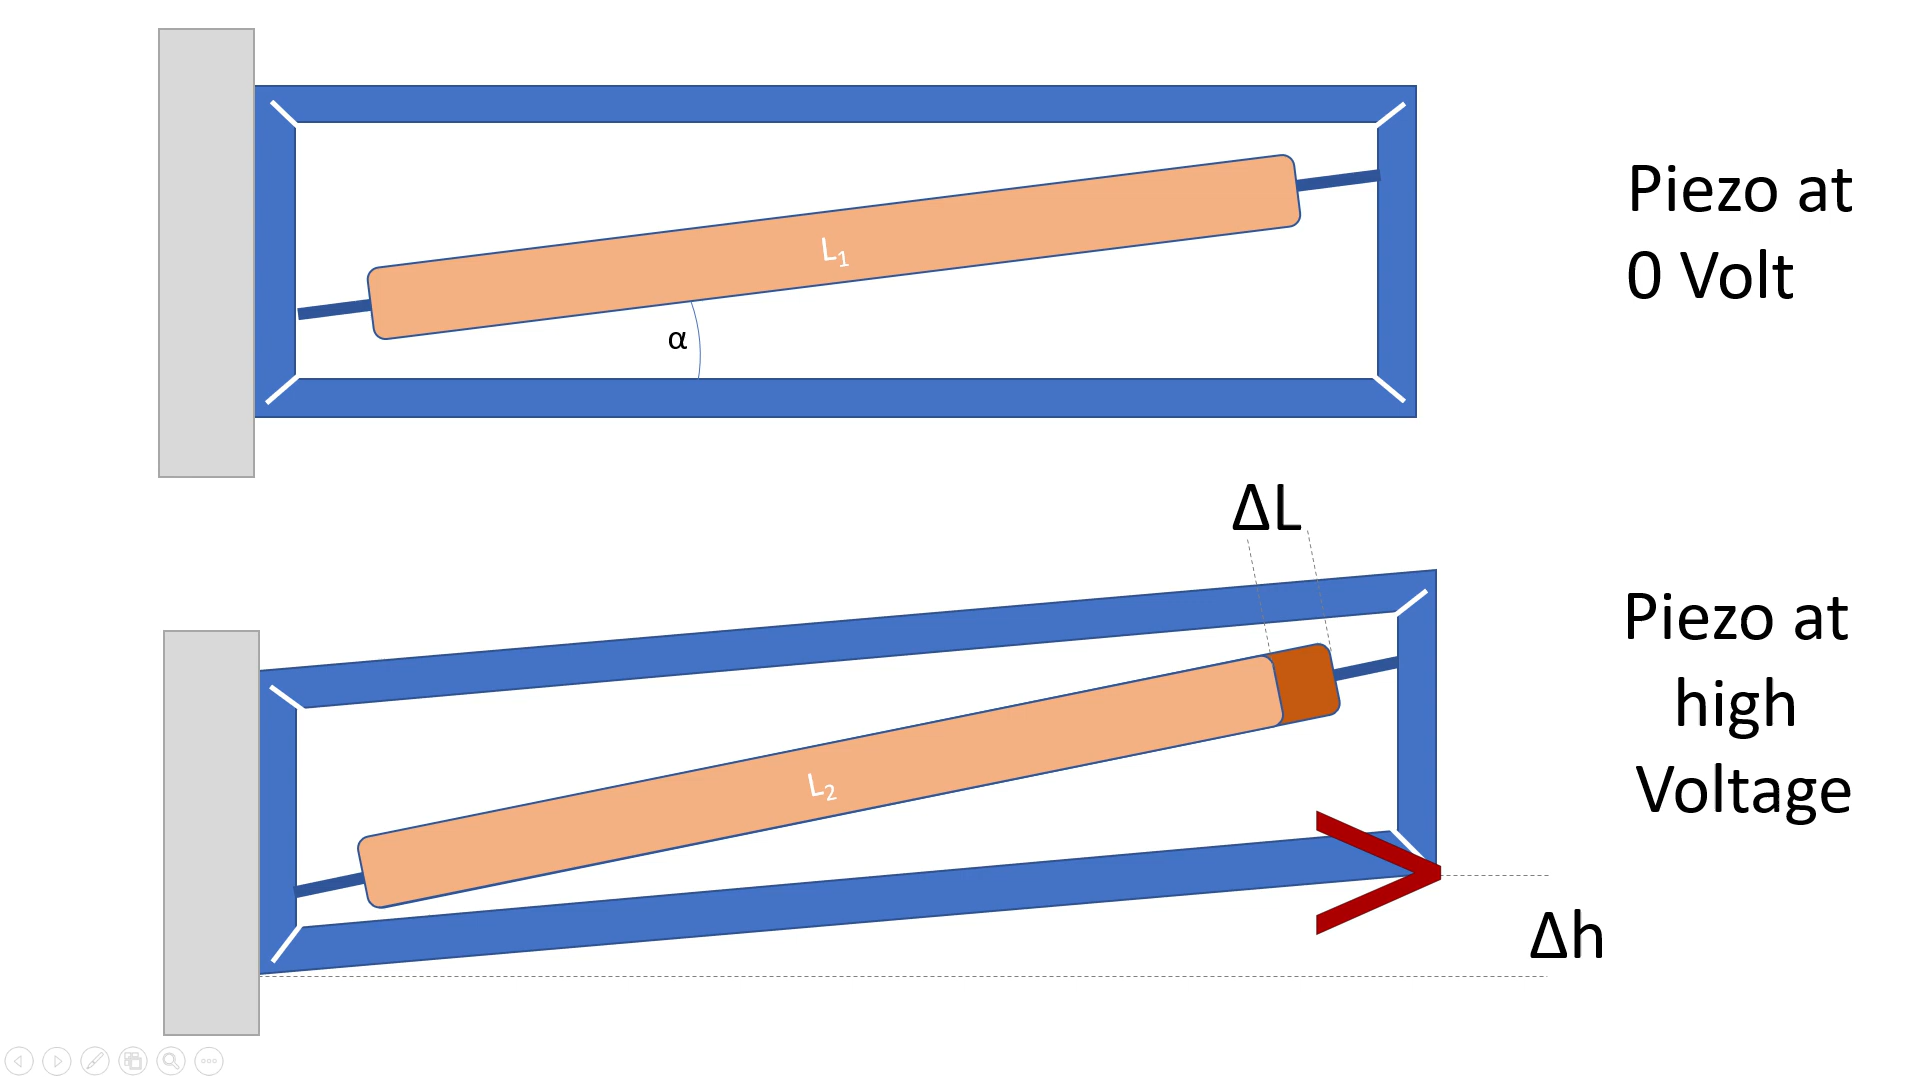 Piezo at
0 Volt
L₁
α
ΔL
Piezo at
high
Voltage
L₂
Δh